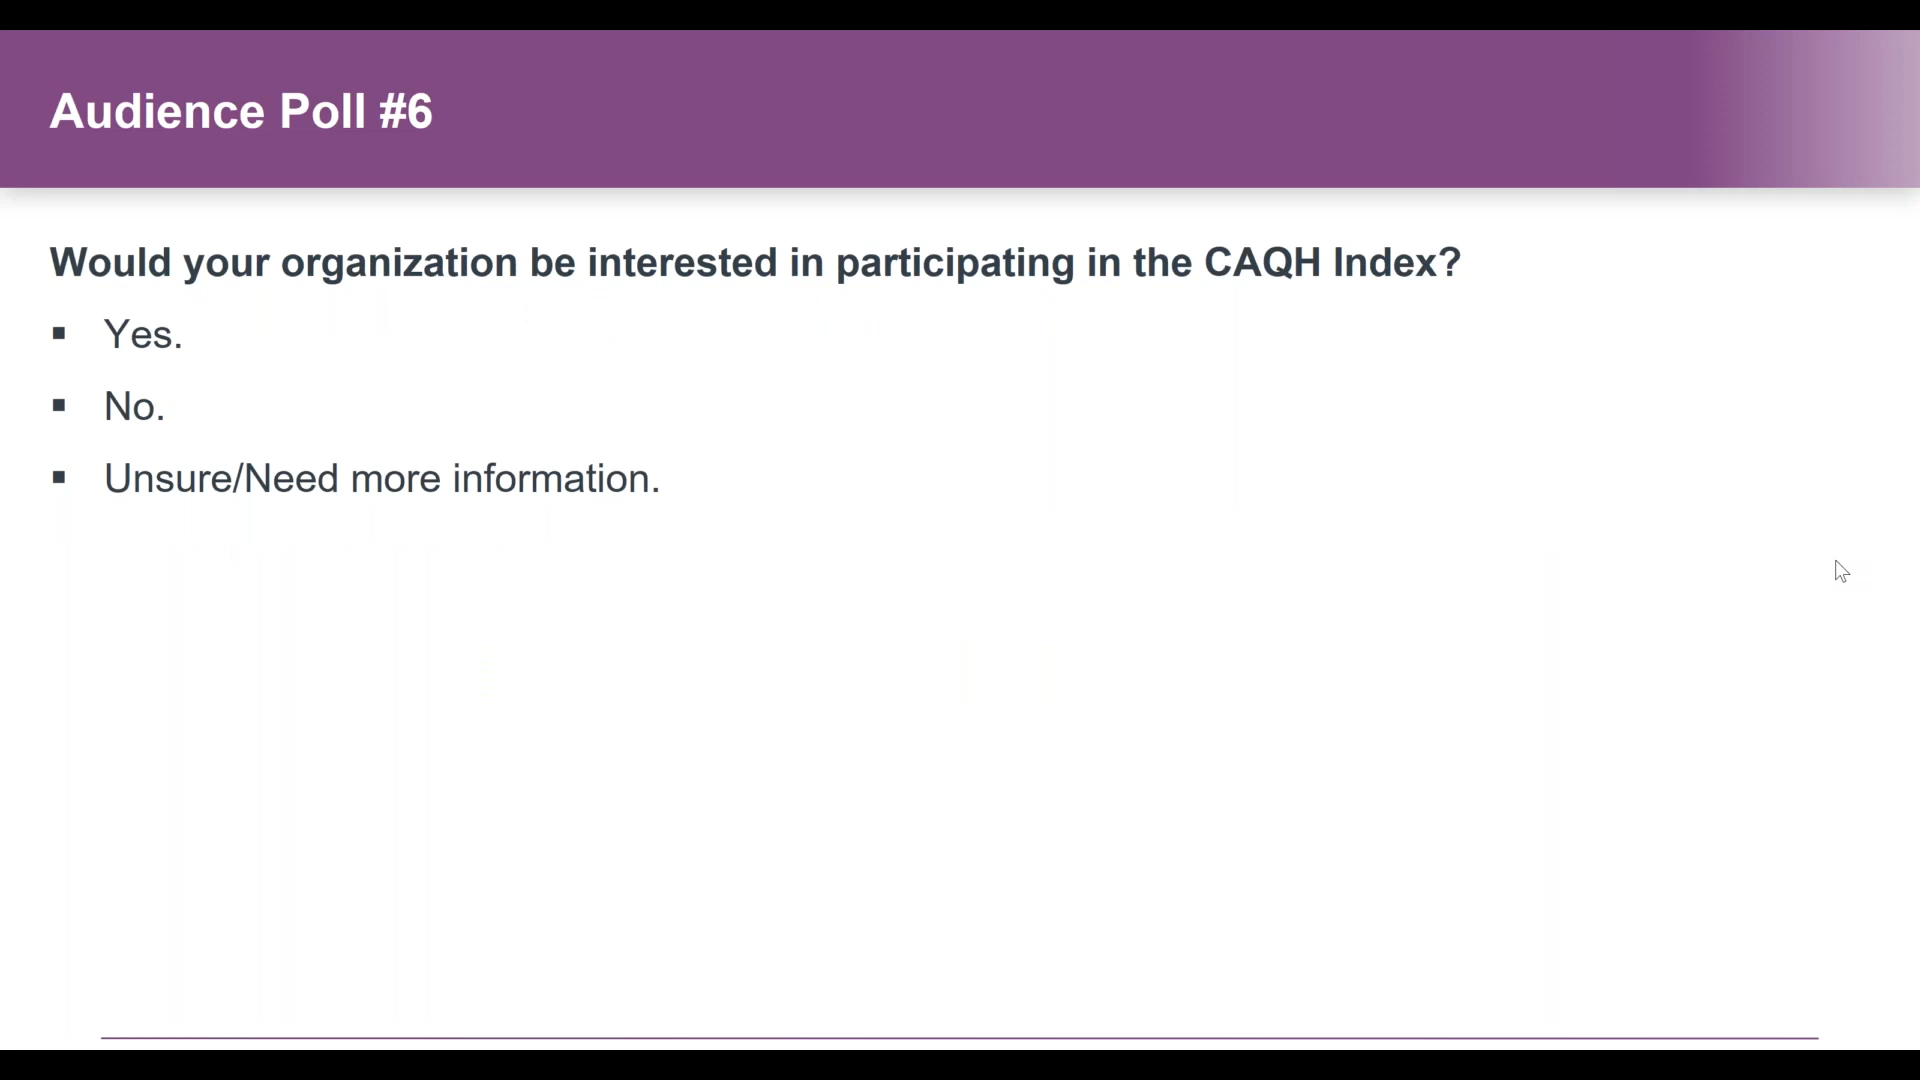 Audience Poll #6
Would your organization be interested in participating in the CAQH Index?
▪ Yes.
▪ No.
▪ Unsure/Need more information.